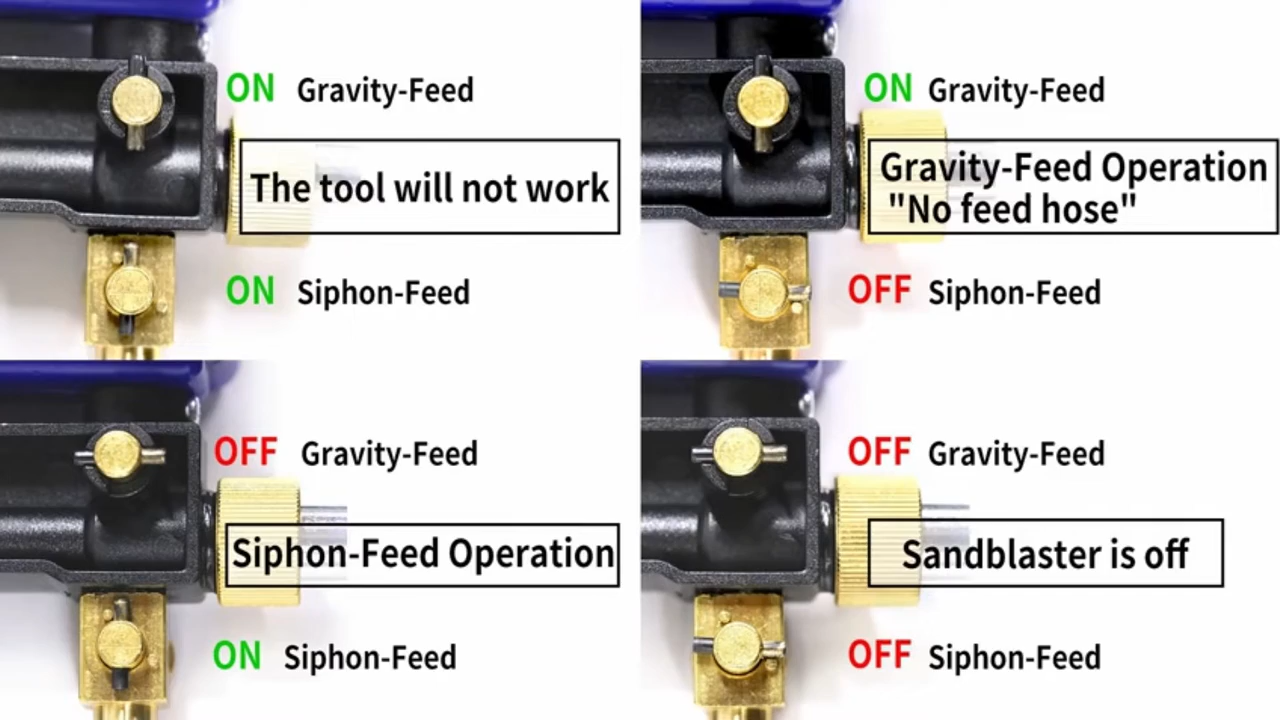 ON Gravity-Feed
The tool will not work
ON Siphon-Feed
ON Gravity-Feed
Gravity-Feed Operation
"No feed hose"
OFF Siphon-Feed
OFF Gravity-Feed
Siphon-Feed Operation
ON Siphon-Feed
OFF Gravity-Feed
Sandblaster is off
OFF Siphon-Feed